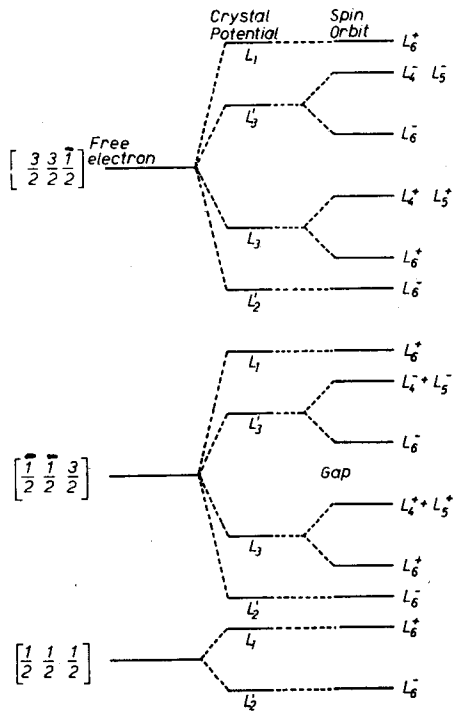 Crystal Potential
Spin Orbit
L₁
L₆⁺
L₄⁻ L₅⁻
L₃'
L₆⁻
Free electron
[3/2 3/2 1̅/2]
L₄⁺ L₅⁺
L₃
L₆⁺
L₂'
L₆⁻
L₁
L₆⁺
L₄⁻ + L₅⁻
L₃'
L₆⁻
[1̅/2 1̅/2 3/2]
Gap
L₄⁺ + L₅⁺
L₃
L₆⁺
L₂'
L₆⁻
L₁
L₆⁺
[1/2 1/2 1/2]
L₂'
L₆⁻